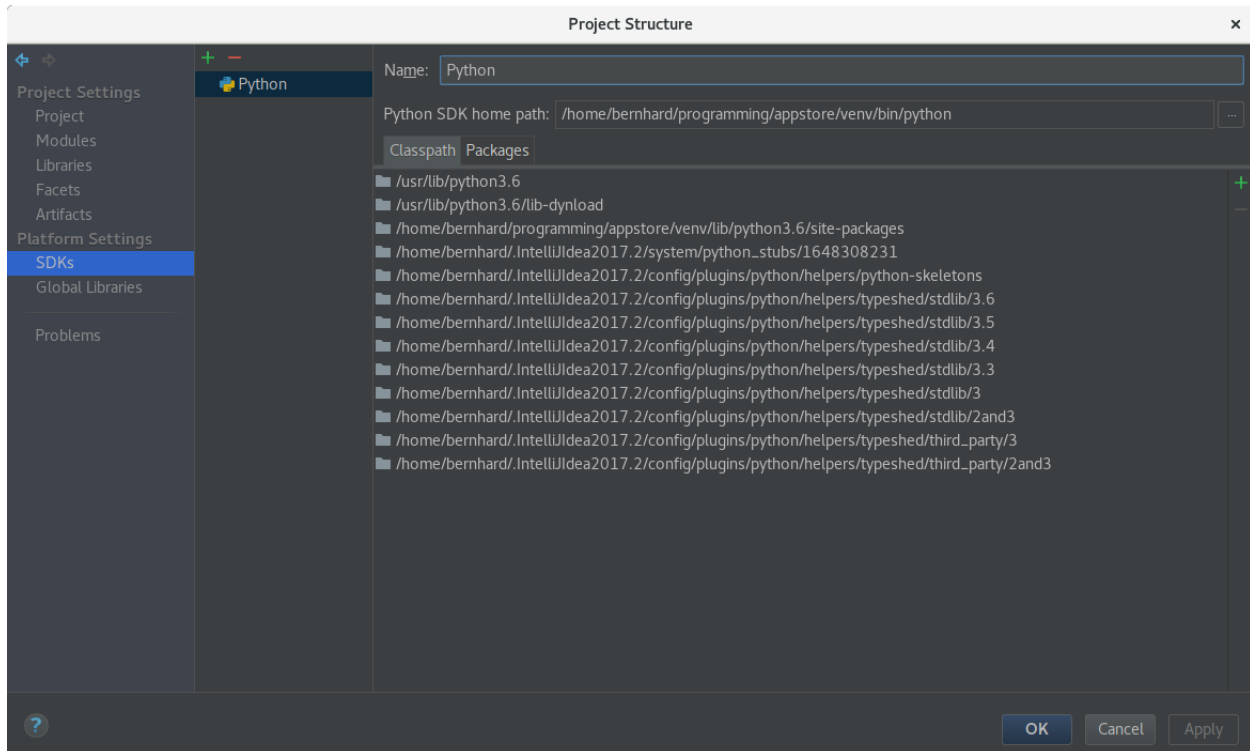 Project Structure
Project Settings
Project
Modules
Libraries
Facets
Artifacts
Platform Settings
SDKs
Global Libraries
Problems
Python
Name: Python
Python SDK home path: /home/bernhard/programming/appstore/venv/bin/python
Classpath Packages
/usr/lib/python3.6
/usr/lib/python3.6/lib-dynload
/home/bernhard/programming/appstore/venv/lib/python3.6/site-packages
/home/bernhard/.IntelliJIdea2017.2/system/python_stubs/1648308231
/home/bernhard/.IntelliJIdea2017.2/config/plugins/python/helpers/python-skeletons
/home/bernhard/.IntelliJIdea2017.2/config/plugins/python/helpers/typeshed/stdlib/3.6
/home/bernhard/.IntelliJIdea2017.2/config/plugins/python/helpers/typeshed/stdlib/3.5
/home/bernhard/.IntelliJIdea2017.2/config/plugins/python/helpers/typeshed/stdlib/3.4
/home/bernhard/.IntelliJIdea2017.2/config/plugins/python/helpers/typeshed/stdlib/3.3
/home/bernhard/.IntelliJIdea2017.2/config/plugins/python/helpers/typeshed/stdlib/3
/home/bernhard/.IntelliJIdea2017.2/config/plugins/python/helpers/typeshed/stdlib/2and3
/home/bernhard/.IntelliJIdea2017.2/config/plugins/python/helpers/typeshed/third_party/3
/home/bernhard/.IntelliJIdea2017.2/config/plugins/python/helpers/typeshed/third_party/2and3
? OK Cancel Apply